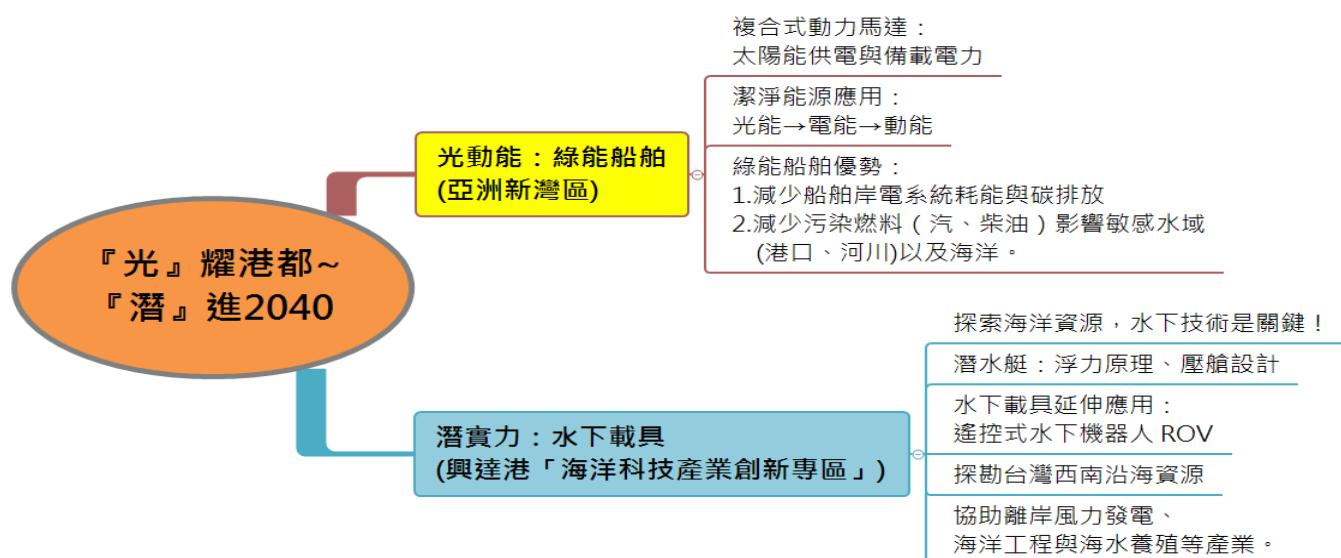 『光』耀港都~
『潛』進2040
光動能：綠能船舶
(亞洲新灣區)
複合式動力馬達：
太陽能供電與備載電力
潔淨能源應用：
光能→電能→動能
綠能船舶優勢：
1.減少船舶岸電系統耗能與碳排放
2.減少污染燃料（汽、柴油）影響敏感水域
(港口、河川)以及海洋。
潛實力：水下載具
(興達港「海洋科技產業創新專區」)
探索海洋資源，水下技術是關鍵！
潛水艇：浮力原理、壓艙設計
水下載具延伸應用：
遙控式水下機器人 ROV
探勘台灣西南沿海資源
協助離岸風力發電、
海洋工程與海水養殖等產業。